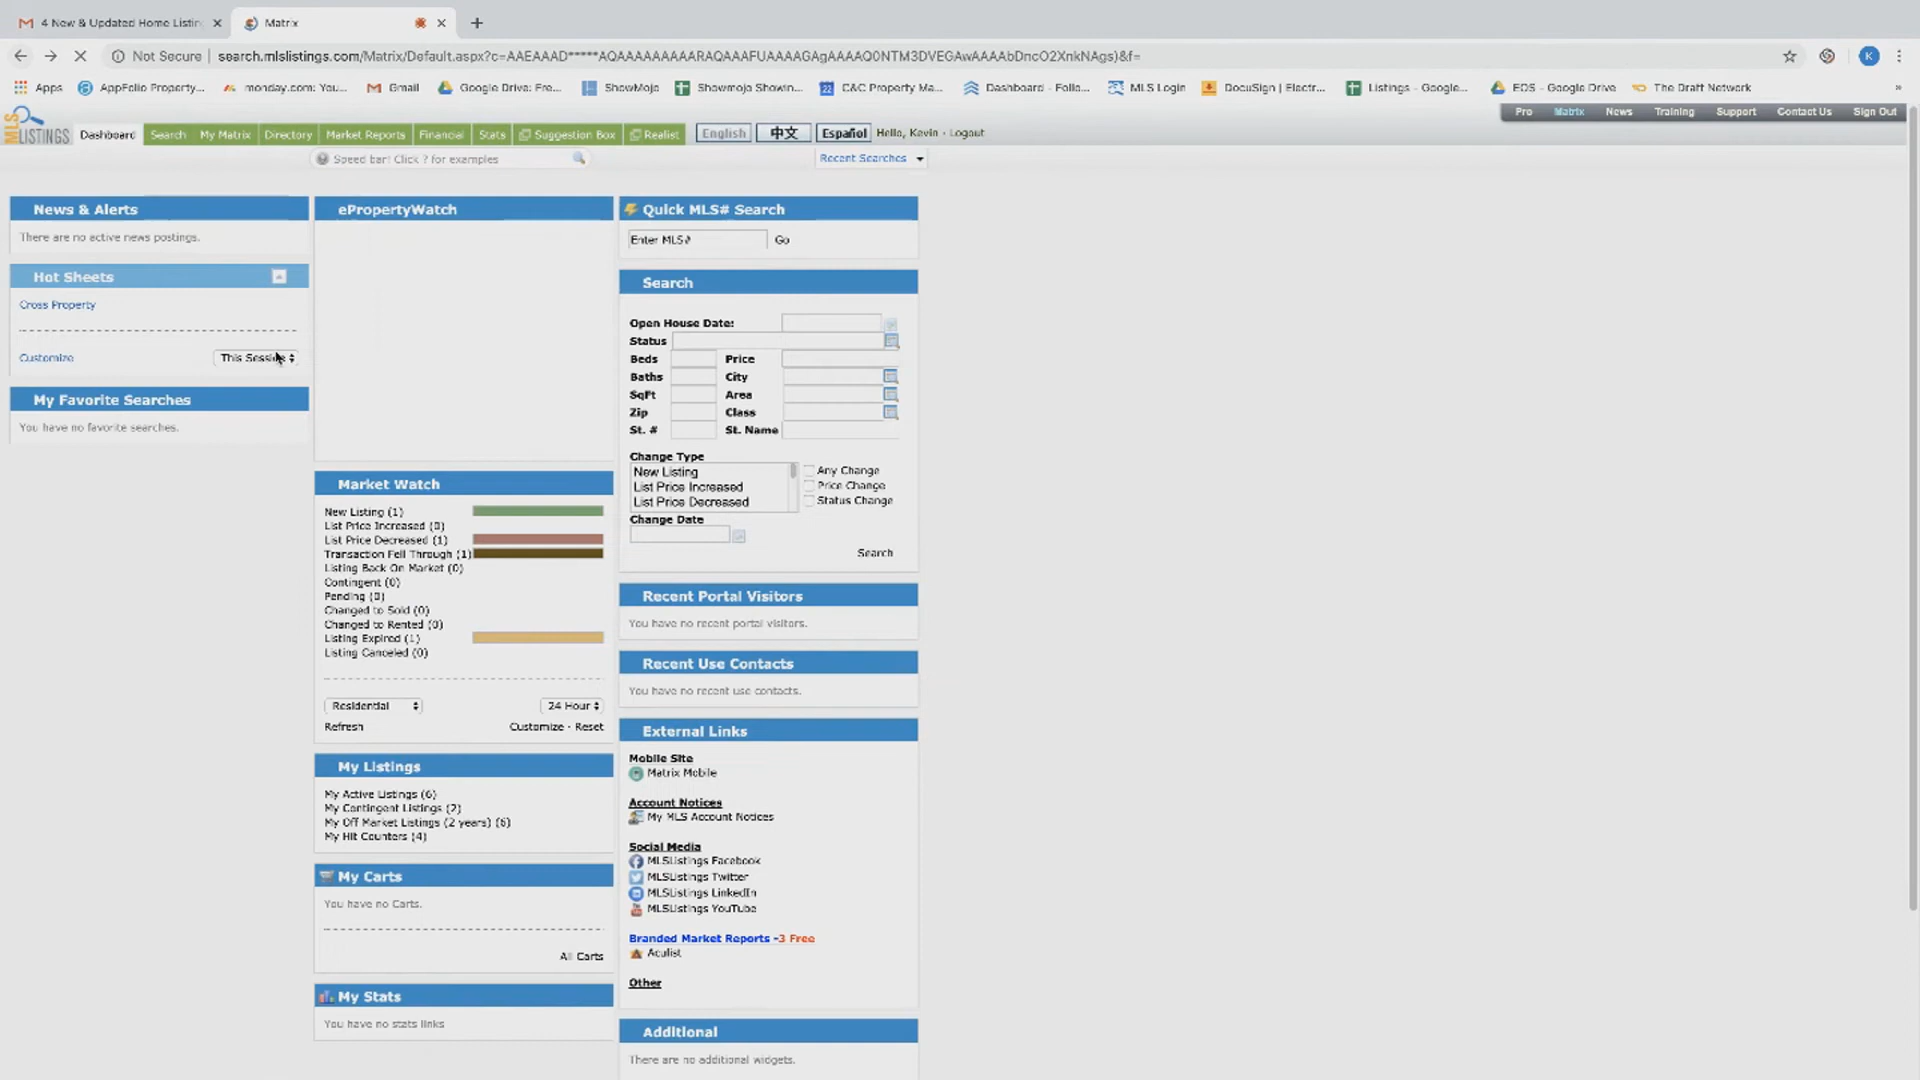 4 New & Updated Home Listin
Matrix
Not Secure
search.mlslistings.com/Matrix/Default.aspx?c=AAEAAAD*****AQAAAAAAAAARAQAAAFUAAAAGAgAAAAQ0NTM3DVEGAwAAAAbDncO2XnkNAgs)&f=
K
Apps
AppFolio Property...
monday.com: You...
Gmail
Google Drive: Fre...
ShowMojo
Showmojo Showin...
C&C Property Ma...
Dashboard - Follo...
MLS Login
DocuSign | Electr...
Listings - Google...
EOS - Google Drive
The Draft Network
»
Pro
Matrix
News
Training
Support
Contact Us
Sign Out
MLS LISTINGS
Dashboard
Search
My Matrix
Directory
Market Reports
Financial
Stats
Suggestion Box
Realist
English
中文
Español
Hello, Kevin · Logout
Speed bar! Click ? for examples
Recent Searches
News & Alerts
There are no active news postings.
Hot Sheets
Cross Property
Customize
This Session
My Favorite Searches
You have no favorite searches.
ePropertyWatch
Market Watch
New Listing (1)
List Price Increased (0)
List Price Decreased (1)
Transaction Fell Through (1)
Listing Back On Market (0)
Contingent (0)
Pending (0)
Changed to Sold (0)
Changed to Rented (0)
Listing Expired (1)
Listing Canceled (0)
Residential
24 Hour
Refresh
Customize · Reset
My Listings
My Active Listings (6)
My Contingent Listings (2)
My Off Market Listings (2 years) (6)
My Hit Counters (4)
My Carts
You have no Carts.
All Carts
My Stats
You have no stats links
Quick MLS# Search
Enter MLS#
Go
Search
Open House Date:
Status
Beds
Price
Baths
City
SqFt
Area
Zip
Class
St. #
St. Name
Change Type
New Listing
List Price Increased
List Price Decreased
Any Change
Price Change
Status Change
Change Date
Search
Recent Portal Visitors
You have no recent portal visitors.
Recent Use Contacts
You have no recent use contacts.
External Links
Mobile Site
Matrix Mobile
Account Notices
My MLS Account Notices
Social Media
MLSListings Facebook
MLSListings Twitter
MLSListings LinkedIn
MLSListings YouTube
Branded Market Reports -3 Free
Aculist
Other
Additional
There are no additional widgets.